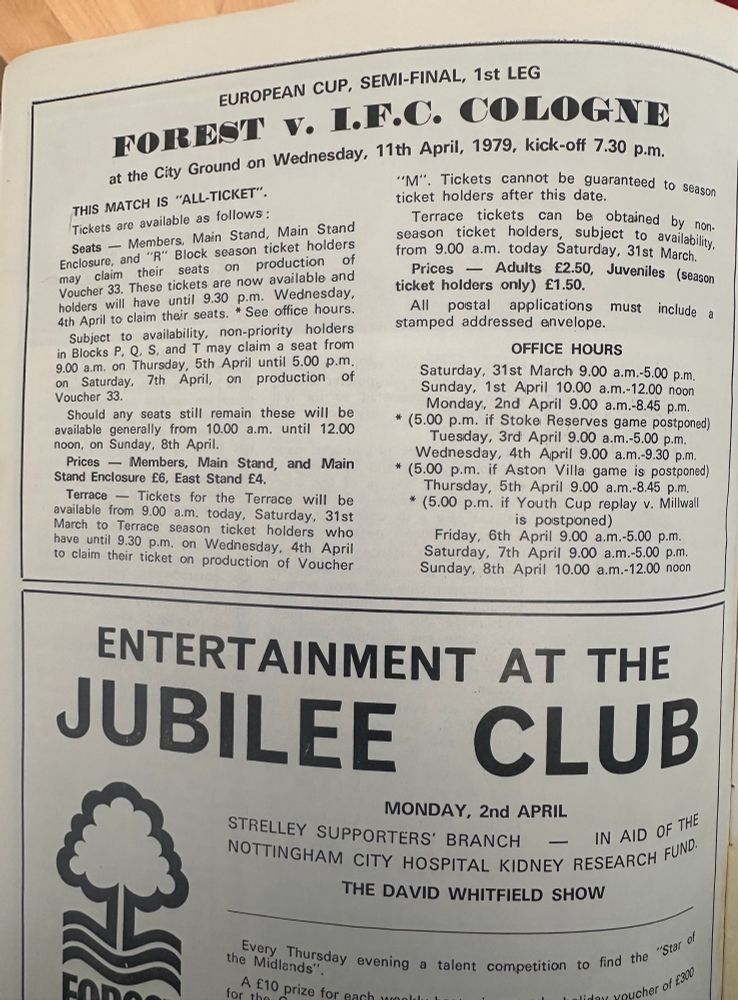 EUROPEAN CUP, SEMI-FINAL, 1st LEG
FOREST v. I.F.C. COLOGNE
at the City Ground on Wednesday, 11th April, 1979, kick-off 7.30 p.m.
THIS MATCH IS "ALL-TICKET".
Tickets are available as follows:
Seats — Members, Main Stand, Main Stand
Enclosure, and "R" Block season ticket holders
may claim their seats on production of
Voucher 33. These tickets are now available and
holders will have until 9.30 p.m. Wednesday,
4th April to claim their seats. * See office hours.
Subject to availability, non-priority holders
in Blocks P, Q, S, and T may claim a seat from
9.00 a.m. on Thursday, 5th April until 5.00 p.m.
on Saturday, 7th April, on production of
Voucher 33.
Should any seats still remain these will be
available generally from 10.00 a.m. until 12.00
noon, on Sunday, 8th April.
Prices — Members, Main Stand, and Main
Stand Enclosure £6, East Stand £4.
Terrace — Tickets for the Terrace will be
available from 9.00 a.m. today, Saturday, 31st
March to Terrace season ticket holders who
have until 9.30 p.m. on Wednesday, 4th April
to claim their ticket on production of Voucher
"M". Tickets cannot be guaranteed to season
ticket holders after this date.
Terrace tickets can be obtained by non-
season ticket holders, subject to availability,
from 9.00 a.m. today Saturday, 31st March.
Prices — Adults £2.50, Juveniles (season
ticket holders only) £1.50.
All postal applications must include a
stamped addressed envelope.
OFFICE HOURS
Saturday, 31st March 9.00 a.m.-5.00 p.m.
Sunday, 1st April 10.00 a.m.-12.00 noon
Monday, 2nd April 9.00 a.m.-8.45 p.m.
* (5.00 p.m. if Stoke Reserves game postponed)
Tuesday, 3rd April 9.00 a.m.-5.00 p.m.
Wednesday, 4th April 9.00 a.m.-9.30 p.m.
* (5.00 p.m. if Aston Villa game is postponed)
Thursday, 5th April 9.00 a.m.-8.45 p.m.
* (5.00 p.m. if Youth Cup replay v. Millwall
is postponed)
Friday, 6th April 9.00 a.m.-5.00 p.m.
Saturday, 7th April 9.00 a.m.-5.00 p.m.
Sunday, 8th April 10.00 a.m.-12.00 noon
ENTERTAINMENT AT THE
JUBILEE CLUB
MONDAY, 2nd APRIL
STRELLEY SUPPORTERS' BRANCH — IN AID OF THE
NOTTINGHAM CITY HOSPITAL KIDNEY RESEARCH FUND.
THE DAVID WHITFIELD SHOW
Every Thursday evening a talent competition to find the "Star of
the Midlands".
A £10 prize for each voucher of £300
for the
FOREST